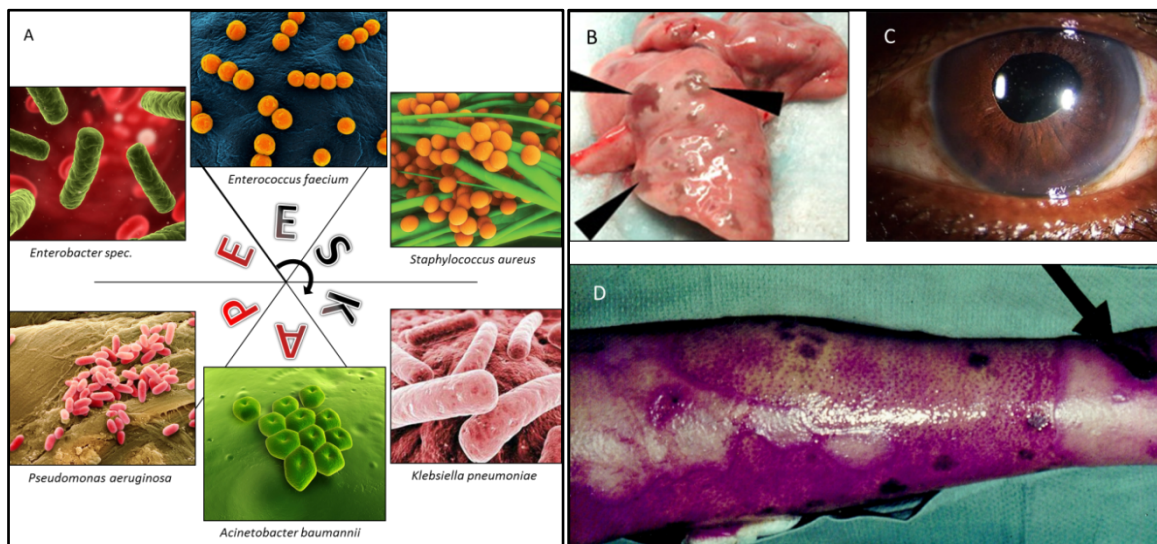 A
Enterococcus faecium
Enterobacter spec.
Staphylococcus aureus
E
S
K
A
P
E
Pseudomonas aeruginosa
Klebsiella pneumoniae
Acinetobacter baumannii
B
C
D